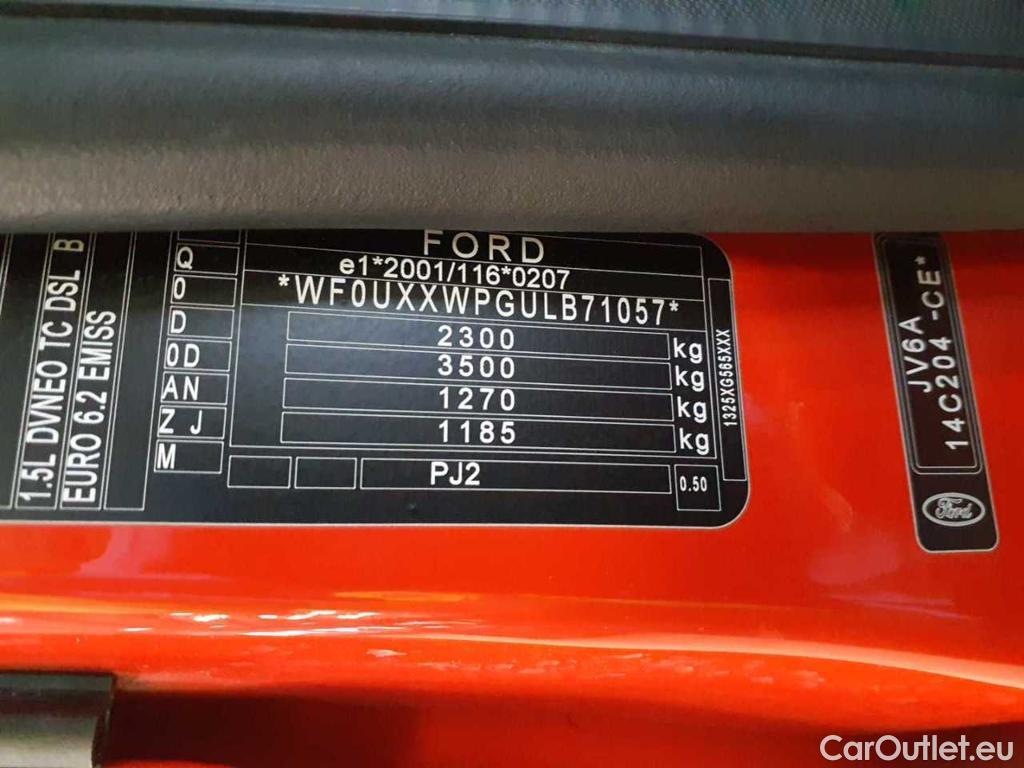 FORD
e1*2001/116*0207
*WF0UXXWPGULB71057*
2300 kg
3500 kg
1270 kg
1185 kg
PJ2
0.50
1325XG565XXX
Q
0
D
0D
AN
Z J
M
1.5L DVNEO TC DSL B
EURO 6.2 EMISS
JV6A
14C204 -CE*
Ford
CarOutlet.eu